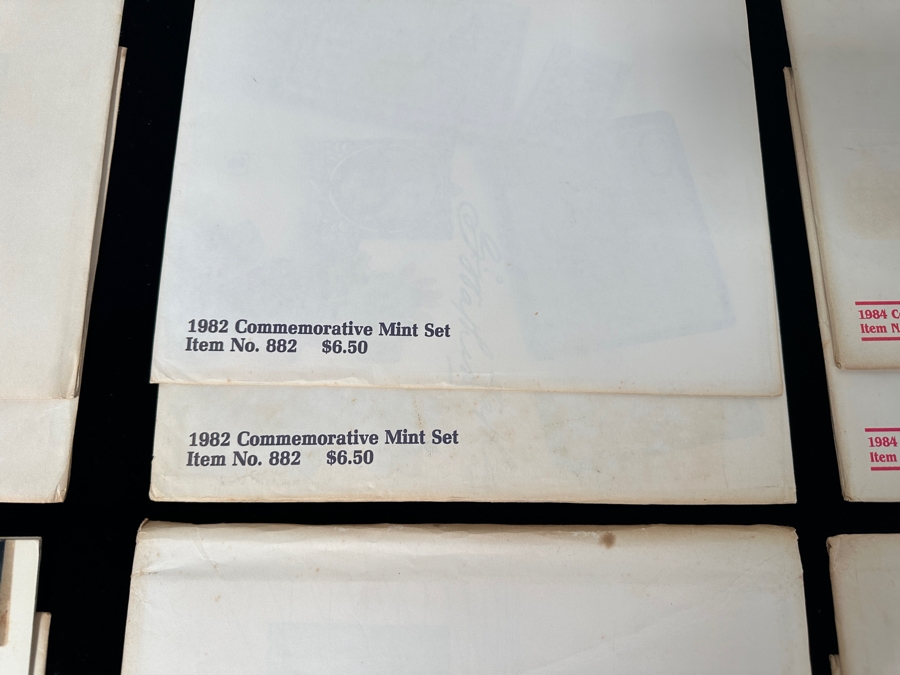 1982 Commemorative Mint Set
Item No. 882 $6.50
1982 Commemorative Mint Set
Item No. 882 $6.50
1984
Item
1984
Item